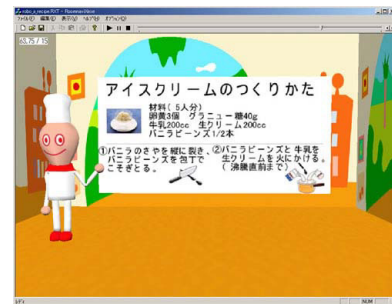 アイスクリームのつくりかた
材料(5人分)
卵黄3個 グラニュー糖40g
牛乳200cc 生クリーム200cc
バニラビーンズ1/2本
①バニラのさやを縦に裂き、
バニラビーンズを包丁で
こそぎとる。
②バニラビーンズと牛乳を
生クリームを火にかける。
(沸騰直前まで)
NUM